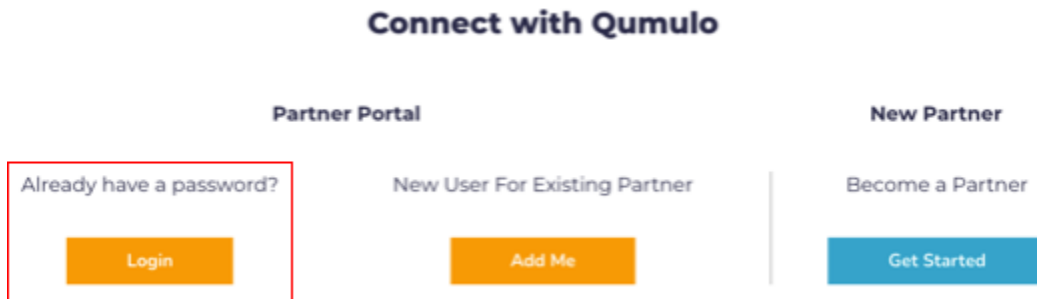 Connect with Qumulo
Partner Portal
New Partner
Already have a password?
New User For Existing Partner
Become a Partner
Login
Add Me
Get Started